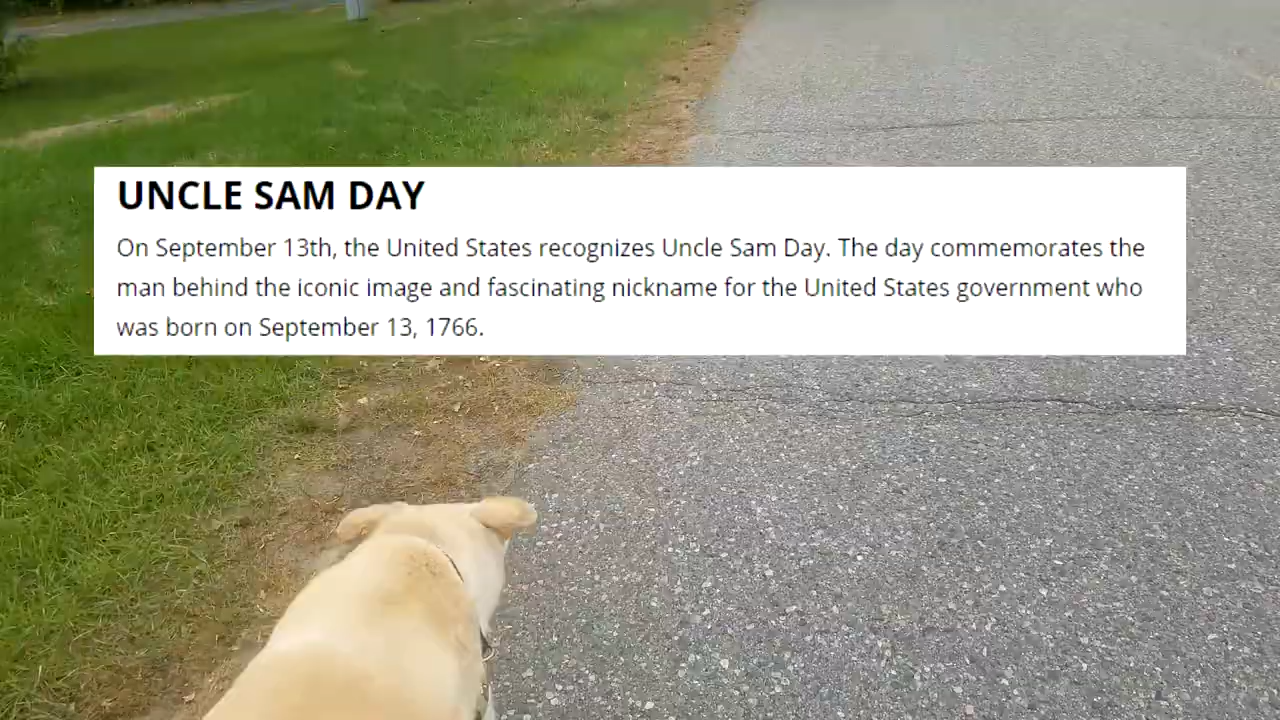 UNCLE SAM DAY
On September 13th, the United States recognizes Uncle Sam Day. The day commemorates the
man behind the iconic image and fascinating nickname for the United States government who
was born on September 13, 1766.